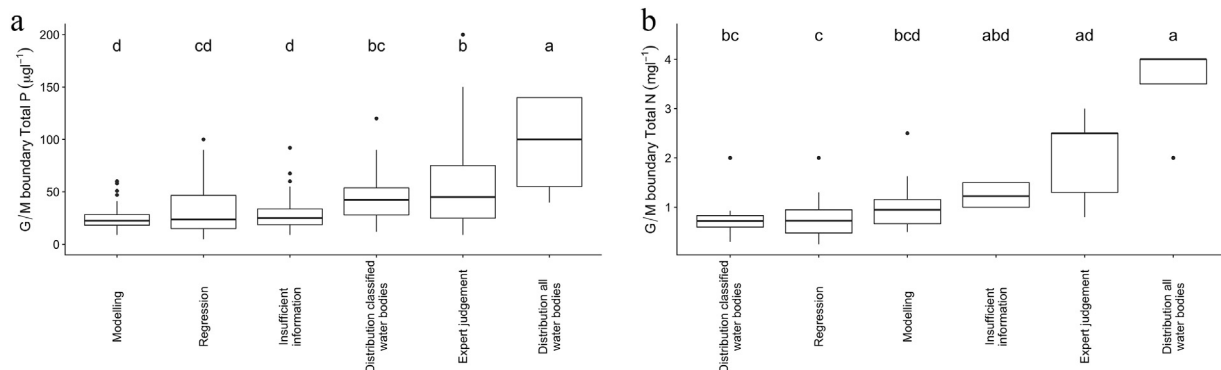 a
G/M boundary Total P (µgl⁻¹)
200
150
100
50
0
d cd d bc b a
Modelling
Regression
Insufficient
information
Distribution classified
water bodies
Expert judgement
Distribution all
water bodies
b
G/M boundary Total N (mgl⁻¹)
4
3
2
1
bc c bcd abd ad a
Distribution classified
water bodies
Regression
Modelling
Insufficient
information
Expert judgement
Distribution all
water bodies